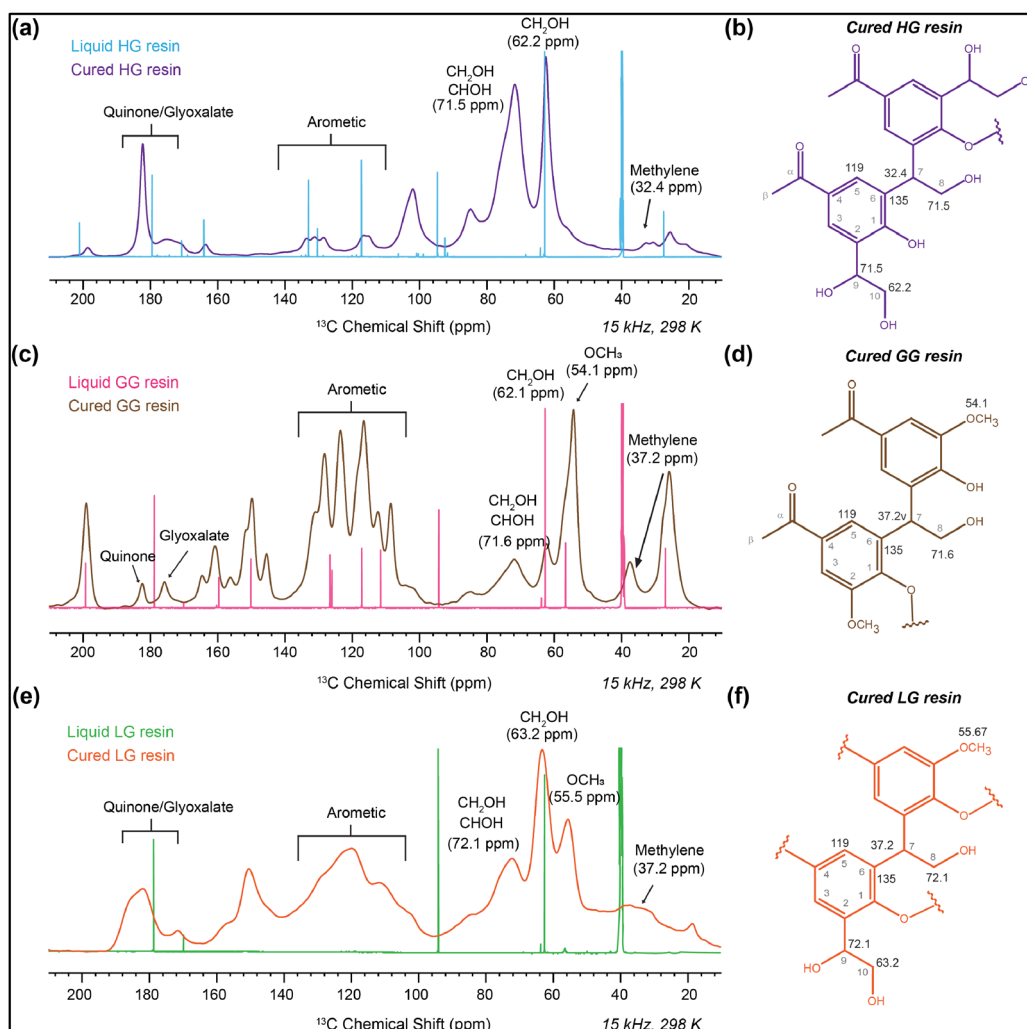 (a)
Liquid HG resin
Cured HG resin
Quinone/Glyoxalate
Arometic
CH₂OH
CHOH
(71.5 ppm)
CH₂OH
(62.2 ppm)
Methylene
(32.4 ppm)
200 180 160 140 120 100 80 60 40 20
¹³C Chemical Shift (ppm)
15 kHz, 298 K
(b)
Cured HG resin
O
OH
O
O
α
β
119
4
5
3
6
2
1
135
32.4
7
8
OH
71.5
OH
71.5
9
HO
10
62.2
OH
(c)
Liquid GG resin
Cured GG resin
Quinone
Glyoxalate
Arometic
CH₂OH
CHOH
(71.6 ppm)
CH₂OH
(62.1 ppm)
OCH₃
(54.1 ppm)
Methylene
(37.2 ppm)
200 180 160 140 120 100 80 60 40 20
¹³C Chemical Shift (ppm)
15 kHz, 298 K
(d)
Cured GG resin
54.1
O
OCH₃
OH
O
α
β
119
4
5
3
6
2
1
135
37.2v
7
8
OH
71.6
OCH₃
O
(e)
Liquid LG resin
Cured LG resin
Quinone/Glyoxalate
Arometic
CH₂OH
CHOH
(72.1 ppm)
CH₂OH
(63.2 ppm)
OCH₃
(55.5 ppm)
Methylene
(37.2 ppm)
200 180 160 140 120 100 80 60 40 20
¹³C Chemical Shift (ppm)
15 kHz, 298 K
(f)
Cured LG resin
55.67
OCH₃
O
119
4
5
3
6
2
1
135
37.2
7
8
OH
72.1
O
72.1
9
HO
10
63.2
OH